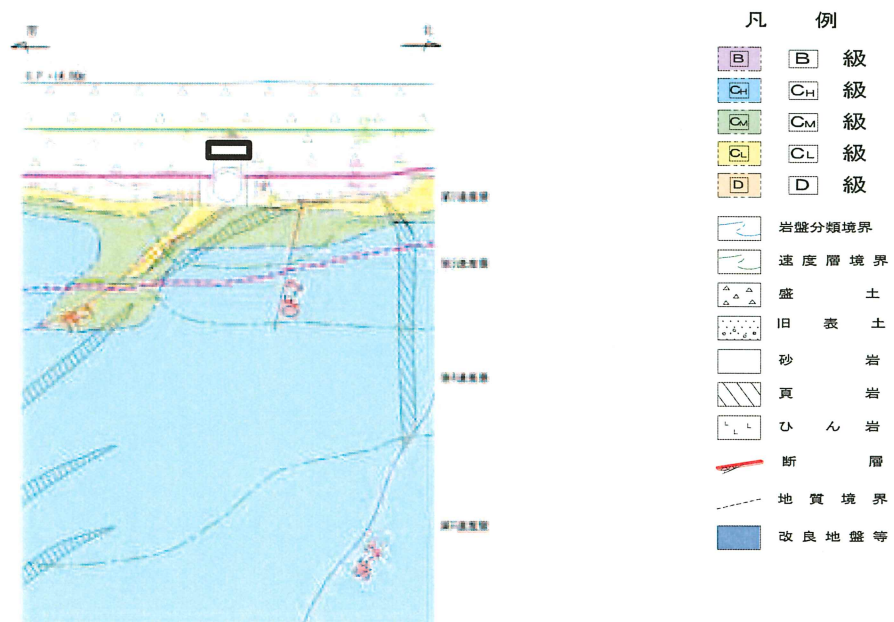 南
北
凡 例
B B 級
CH CH 級
CM CM 級
CL CL 級
D D 級
岩盤分類境界
速度層境界
盛土
旧表土
砂岩
頁岩
ひん岩
断層
地質境界
改良地盤等